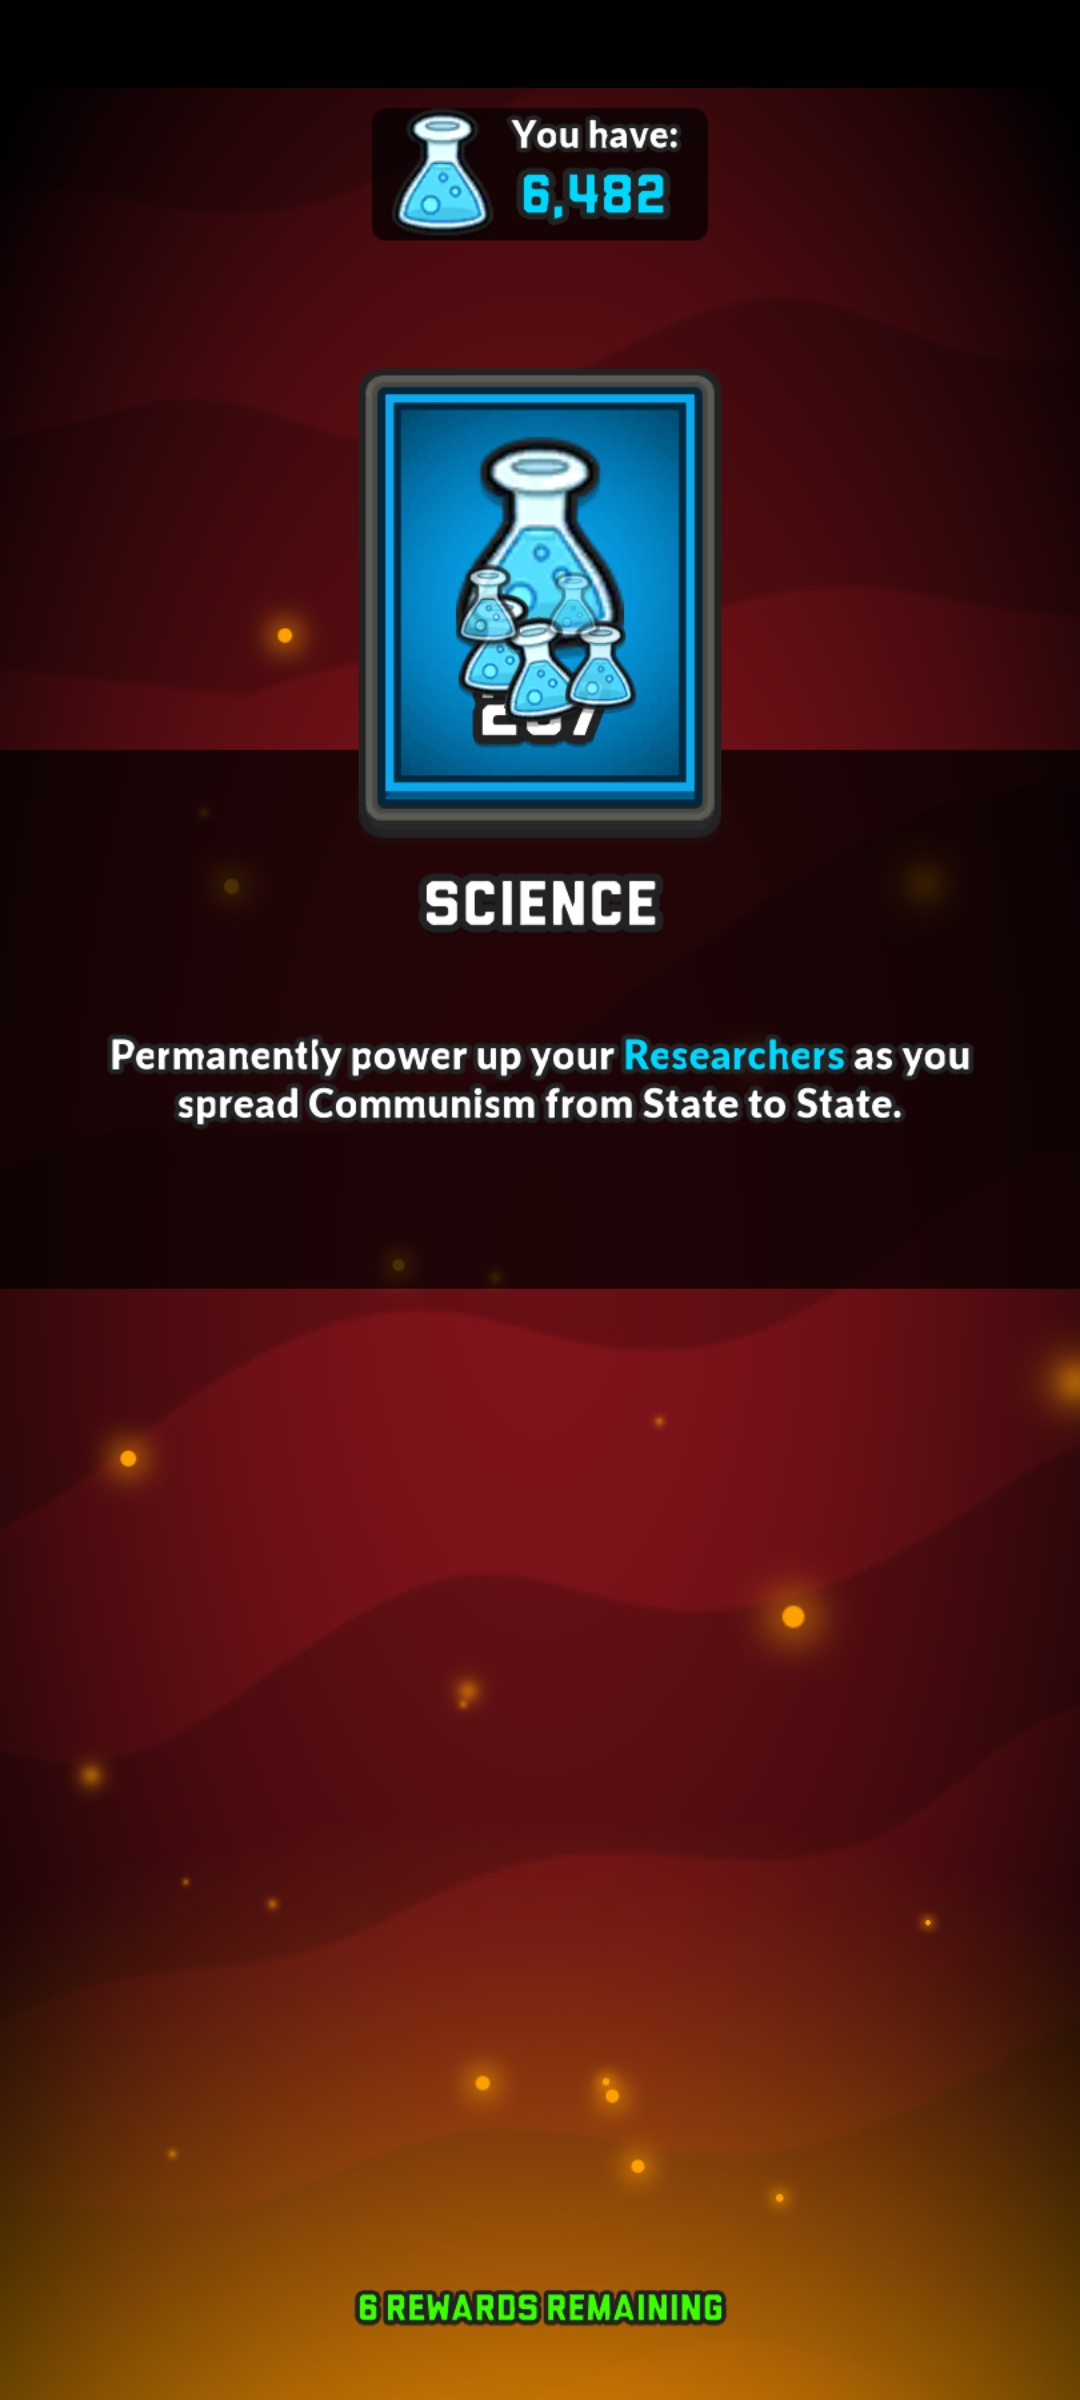 You have:
6,482
SCIENCE
Permanently power up your Researchers as you
spread Communism from State to State.
6 REWARDS REMAINING